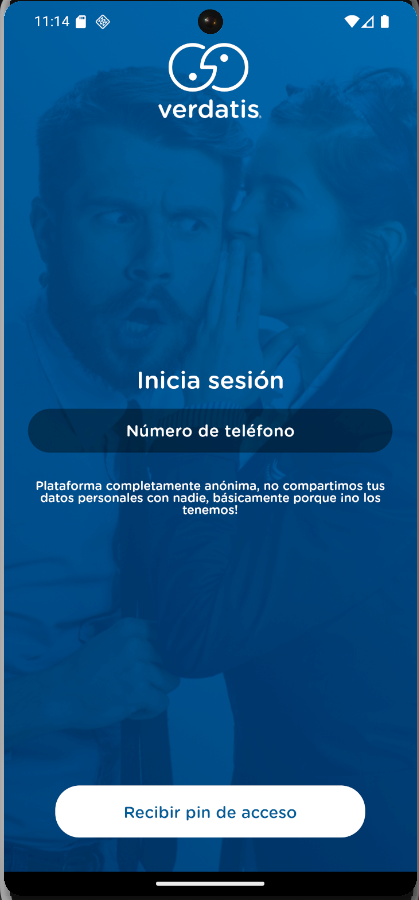 11:14
verdatis.
Inicia sesión
Número de teléfono
Plataforma completamente anónima, no compartimos tus
datos personales con nadie, básicamente porque ¡no los
tenemos!
Recibir pin de acceso